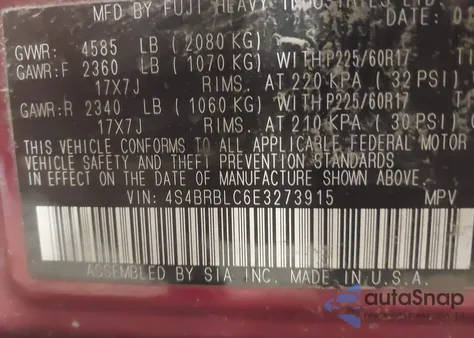 MFD BY FUJI HEAVY INDUSTRIES LTD.
DATE: 0
GVWR: 4585 LB (2080 KG)
GAWR:F 2360 LB (1070 KG) WITH P225/60R17
17X7J RIMS. AT 220 KPA (32 PSI)
GAWR:R 2340 LB (1060 KG) WITH P225/60R17
17X7J RIMS. AT 210 KPA (30 PSI)
THIS VEHICLE CONFORMS TO ALL APPLICABLE FEDERAL MOTOR
VEHICLE SAFETY AND THEFT PREVENTION STANDARDS
IN EFFECT ON THE DATE OF MANUFACTURE SHOWN ABOVE.
VIN: 4S4BRBLC6E3273915 MPV
ASSEMBLED BY SIA INC. MADE IN U.S.A.
autoSnap